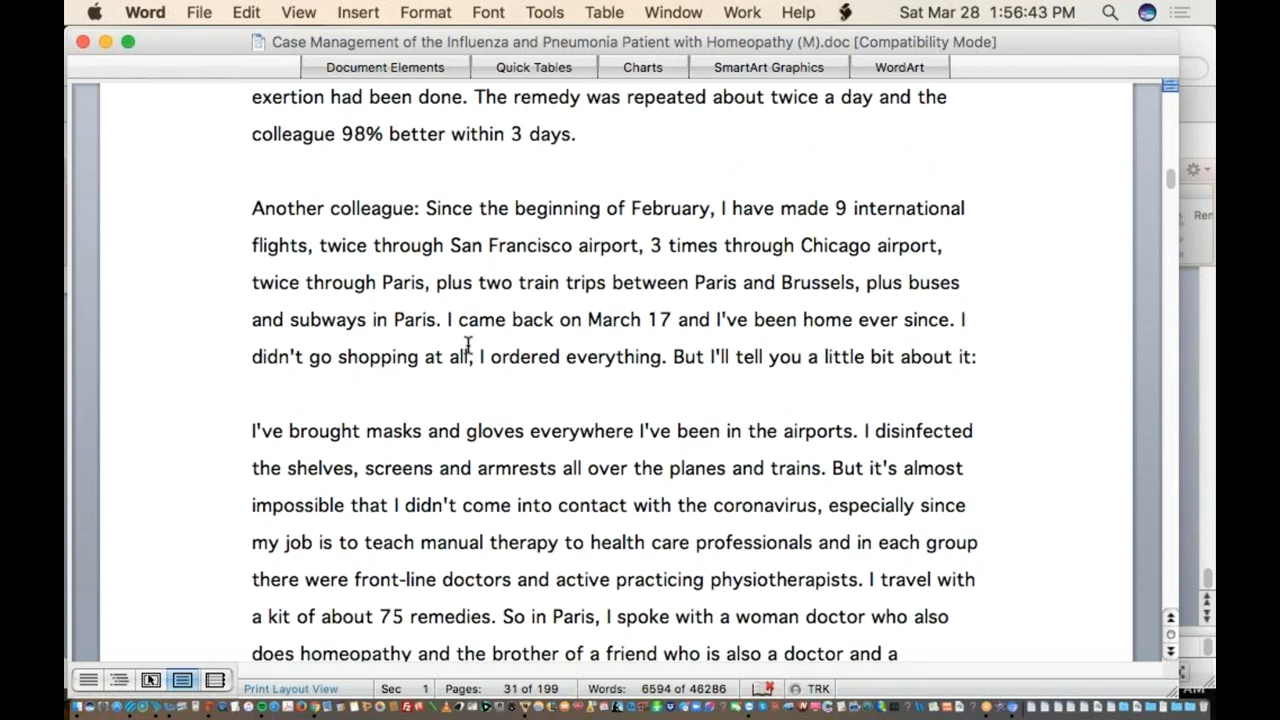 Word File Edit View Insert Format Font Tools Table Window Work Help Sat Mar 28 1:56:43 PM
Case Management of the Influenza and Pneumonia Patient with Homeopathy (M).doc [Compatibility Mode]
Document Elements Quick Tables Charts SmartArt Graphics WordArt
exertion had been done. The remedy was repeated about twice a day and the
colleague 98% better within 3 days.
Another colleague: Since the beginning of February, I have made 9 international
flights, twice through San Francisco airport, 3 times through Chicago airport,
twice through Paris, plus two train trips between Paris and Brussels, plus buses
and subways in Paris. I came back on March 17 and I've been home ever since. I
didn't go shopping at all, I ordered everything. But I'll tell you a little bit about it:
I've brought masks and gloves everywhere I've been in the airports. I disinfected
the shelves, screens and armrests all over the planes and trains. But it's almost
impossible that I didn't come into contact with the coronavirus, especially since
my job is to teach manual therapy to health care professionals and in each group
there were front-line doctors and active practicing physiotherapists. I travel with
a kit of about 75 remedies. So in Paris, I spoke with a woman doctor who also
does homeopathy and the brother of a friend who is also a doctor and a
Print Layout View Sec 1 Pages: 31 of 199 Words: 6594 of 46286 TRK
Ren
AM